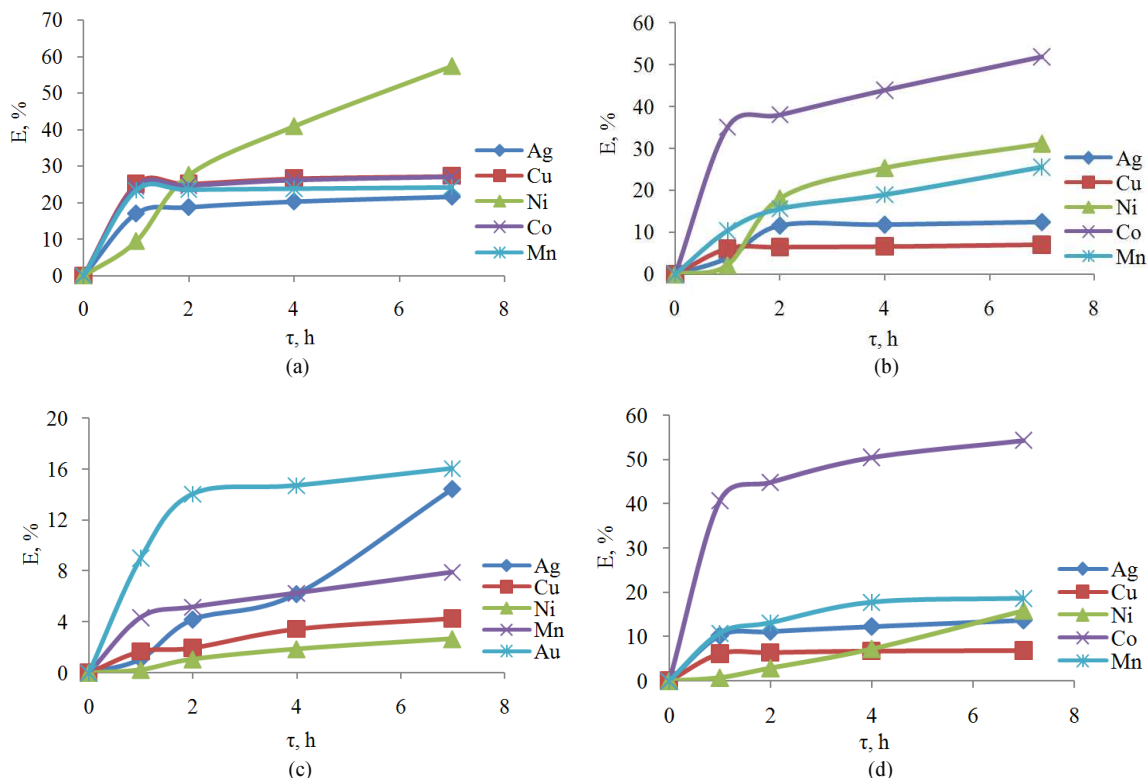 70
60
50
40
30
20
10
0
E, %
0 2 4 6 8
τ, h
Ag
Cu
Ni
Co
Mn
(a)
60
50
40
30
20
10
0
E, %
0 2 4 6 8
τ, h
Ag
Cu
Ni
Co
Mn
(b)
20
16
12
8
4
0
E, %
0 2 4 6 8
τ, h
Ag
Cu
Ni
Mn
Au
(c)
60
50
40
30
20
10
0
E, %
0 2 4 6 8
τ, h
Ag
Cu
Ni
Co
Mn
(d)